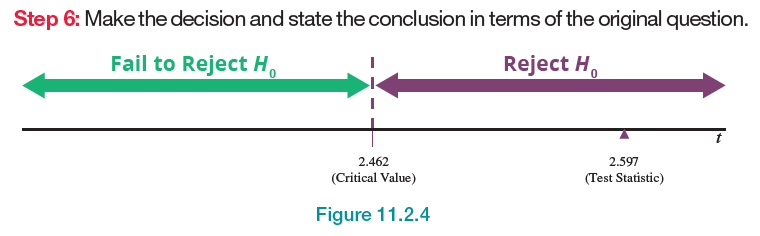 Step 6: Make the decision and state the conclusion in terms of the original question.
Fail to Reject H₀
Reject H₀
t
2.462
(Critical Value)
2.597
(Test Statistic)
Figure 11.2.4